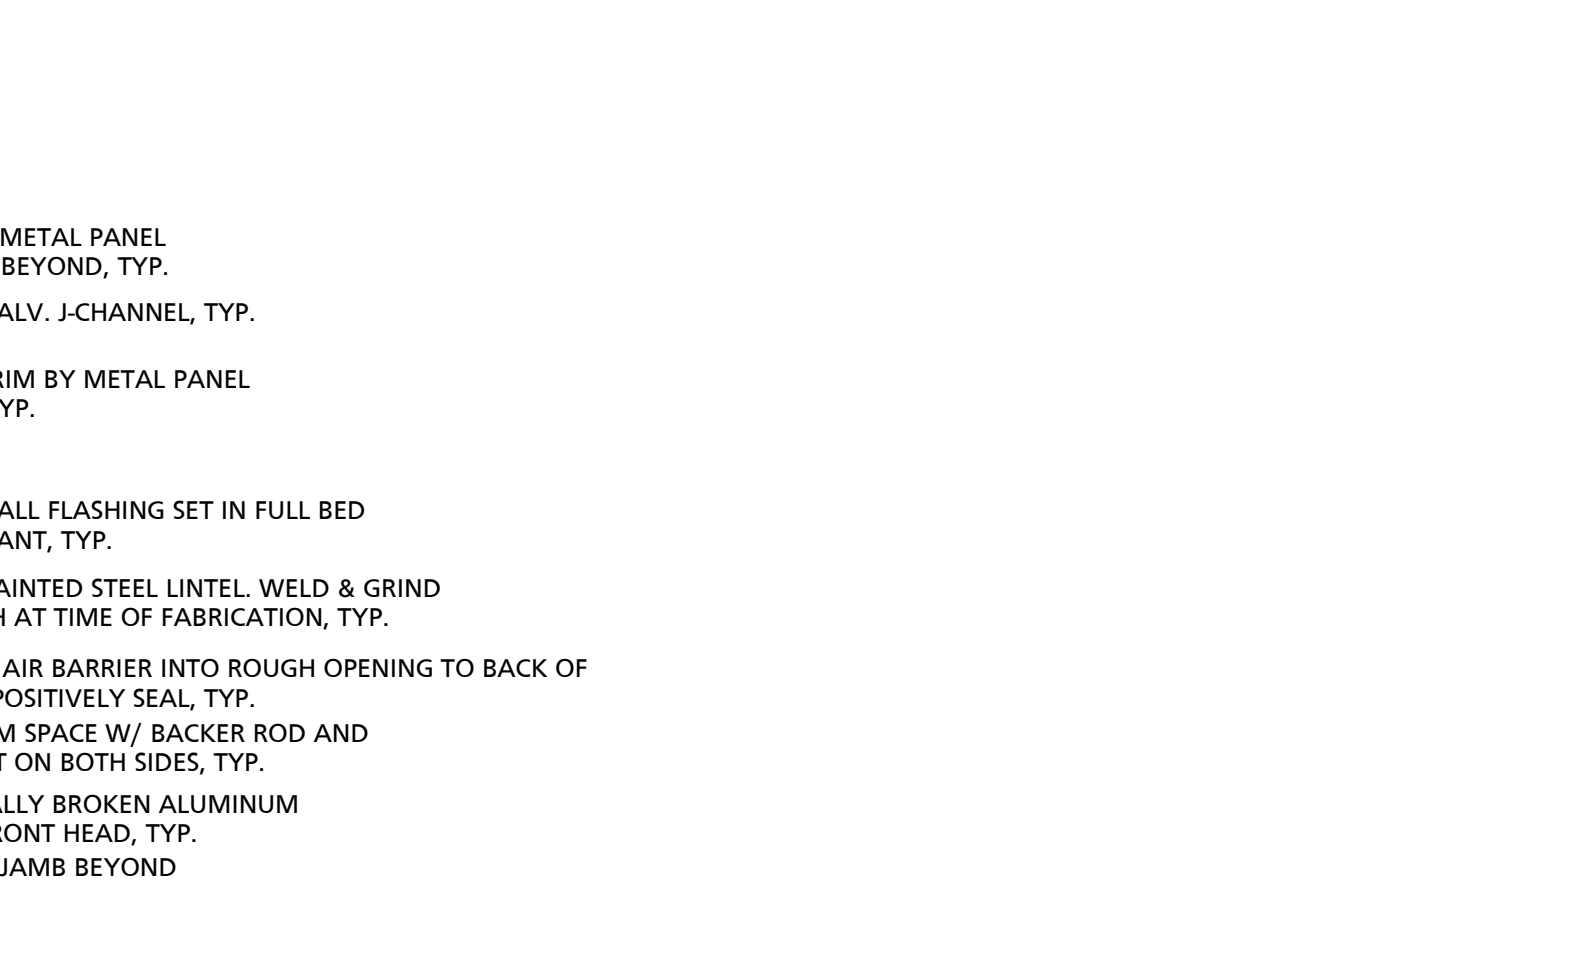 METAL PANEL
BEYOND, TYP.
ALV. J-CHANNEL, TYP.
RIM BY METAL PANEL
YP.
ALL FLASHING SET IN FULL BED
ANT, TYP.
AINTED STEEL LINTEL. WELD & GRIND
H AT TIME OF FABRICATION, TYP.
AIR BARRIER INTO ROUGH OPENING TO BACK OF
POSITIVELY SEAL, TYP.
M SPACE W/ BACKER ROD AND
T ON BOTH SIDES, TYP.
ALLY BROKEN ALUMINUM
RONT HEAD, TYP.
JAMB BEYOND